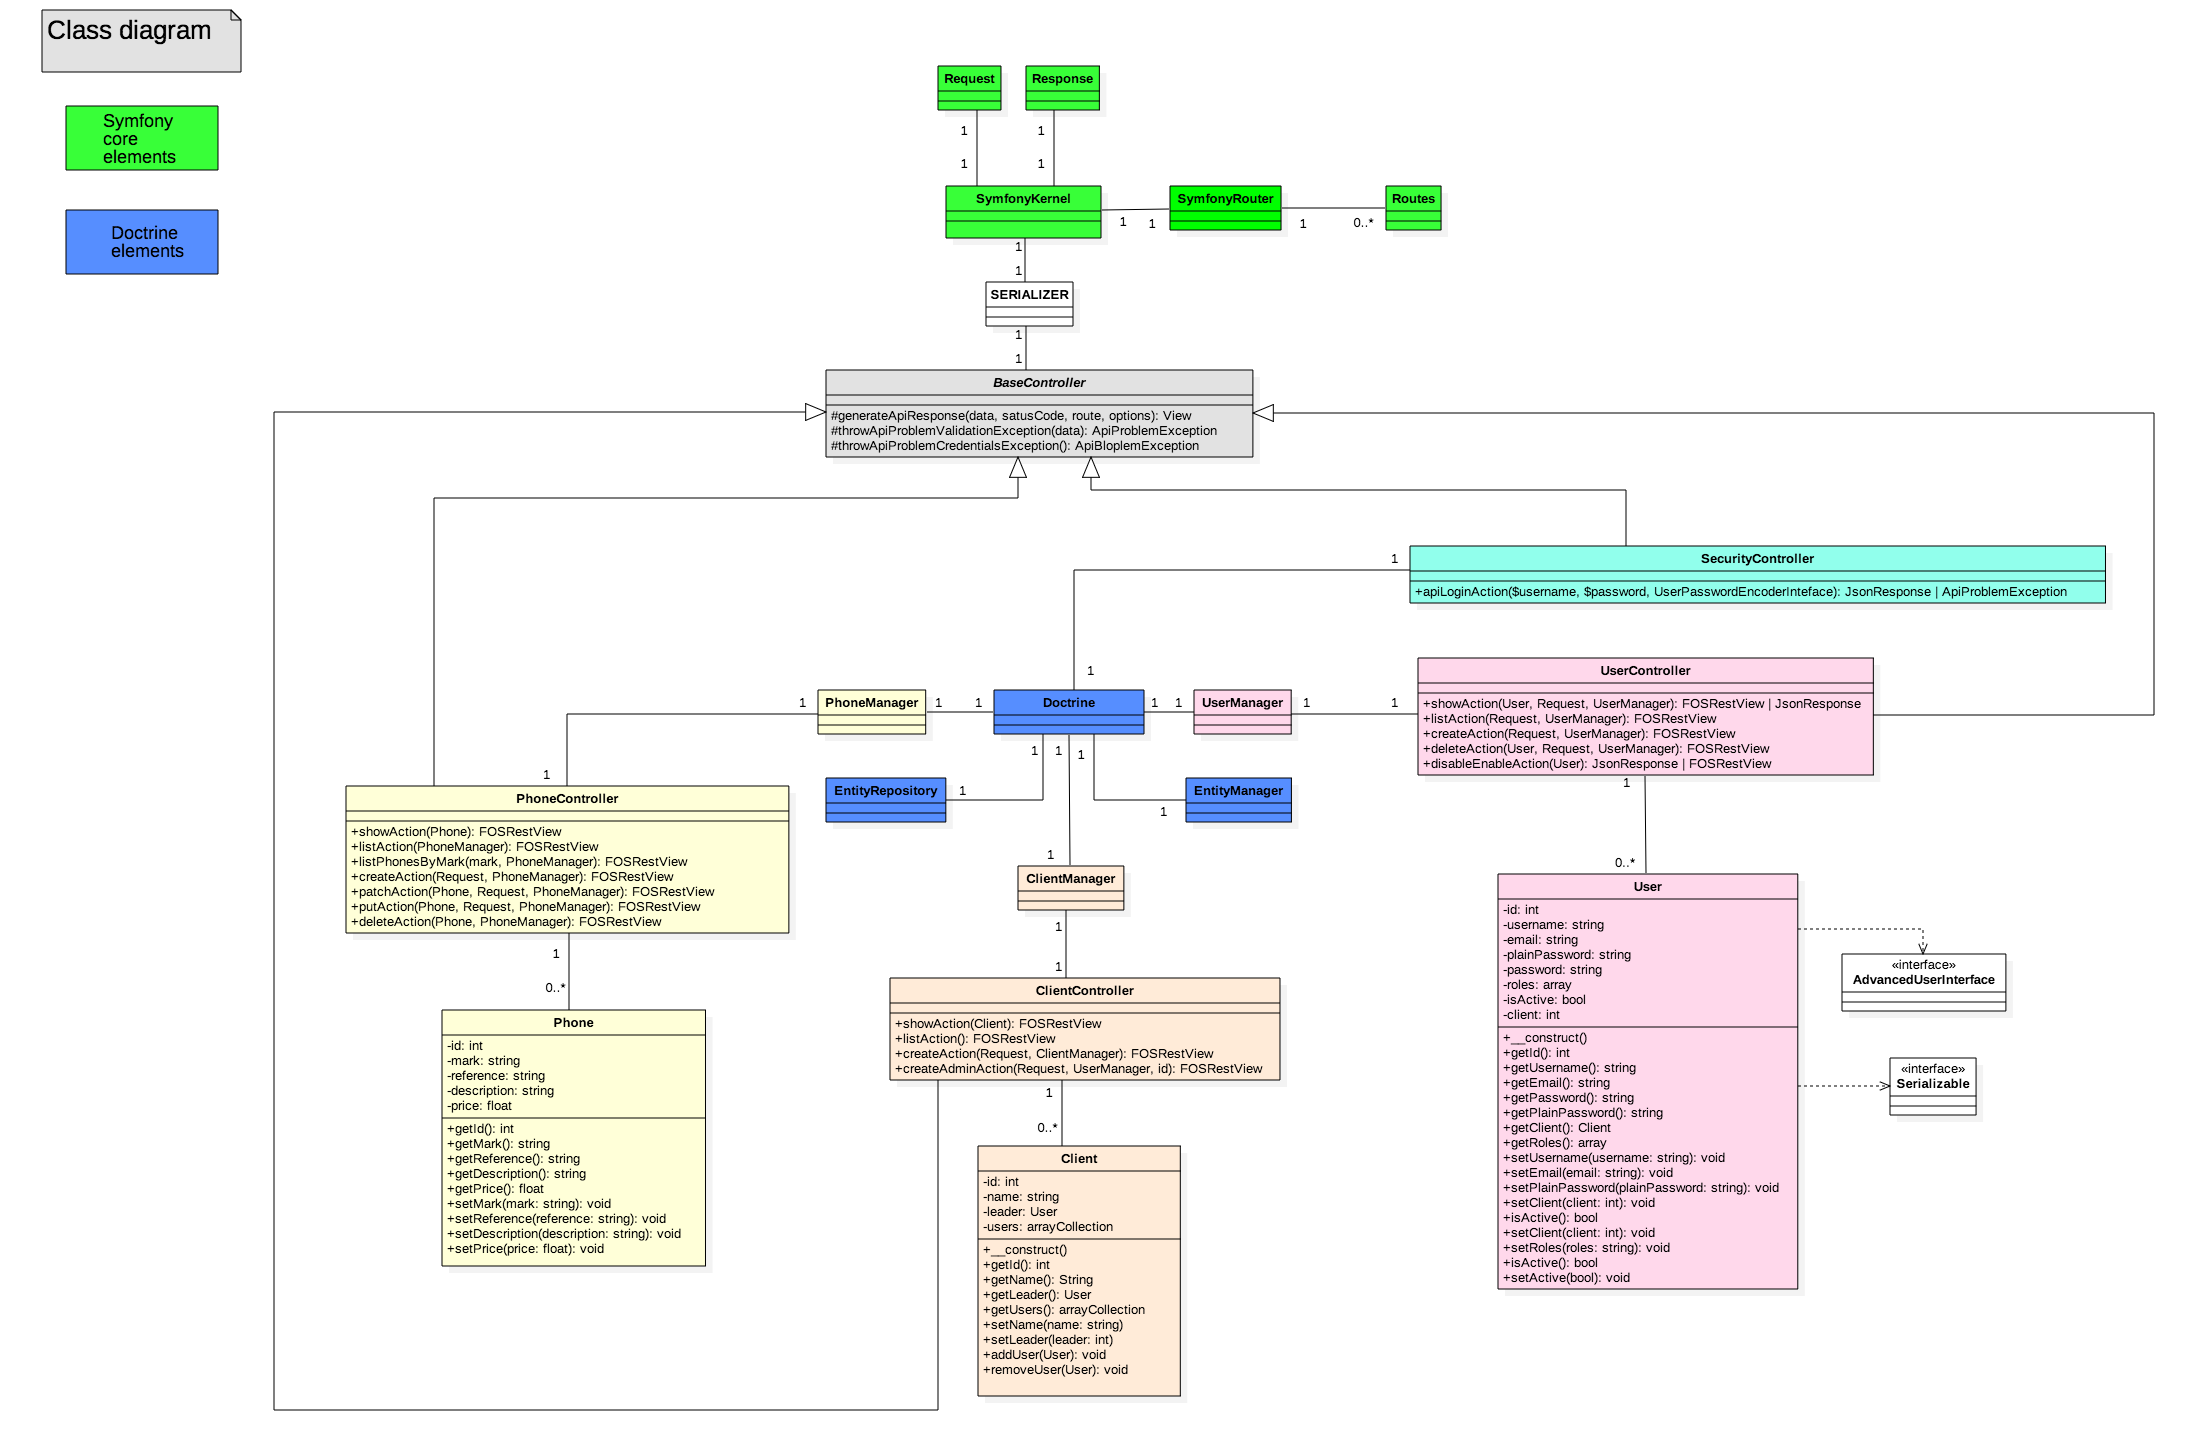 Class diagram
Symfony
core
elements
Doctrine
elements
Request
Response
1
1
1
1
SymfonyKernel
SymfonyRouter
Routes
1
1
1
0..*
1
1
SERIALIZER
1
1
BaseController
#generateApiResponse(data, satusCode, route, options): View
#throwApiProblemValidationException(data): ApiProblemException
#throwApiProblemCredentialsException(): ApiBloplemException
1
SecurityController
+apiLoginAction($username, $password, UserPasswordEncoderInteface): JsonResponse | ApiProblemException
1
1
PhoneManager
1
1
Doctrine
1
1
UserManager
1
1
UserController
+showAction(User, Request, UserManager): FOSRestView | JsonResponse
+listAction(Request, UserManager): FOSRestView
+createAction(Request, UserManager): FOSRestView
+deleteAction(User, Request, UserManager): FOSRestView
+disableEnableAction(User): JsonResponse | FOSRestView
1
1
1
1
EntityRepository
1
1
EntityManager
1
0..*
PhoneController
+showAction(Phone): FOSRestView
+listAction(PhoneManager): FOSRestView
+listPhonesByMark(mark, PhoneManager): FOSRestView
+createAction(Request, PhoneManager): FOSRestView
+patchAction(Phone, Request, PhoneManager): FOSRestView
+putAction(Phone, Request, PhoneManager): FOSRestView
+deleteAction(Phone, PhoneManager): FOSRestView
1
0..*
Phone
-id: int
-mark: string
-reference: string
-description: string
-price: float
+getId(): int
+getMark(): string
+getReference(): string
+getDescription(): string
+getPrice(): float
+setMark(mark: string): void
+setReference(reference: string): void
+setDescription(description: string): void
+setPrice(price: float): void
1
ClientManager
1
1
ClientController
+showAction(Client): FOSRestView
+listAction(): FOSRestView
+createAction(Request, ClientManager): FOSRestView
+createAdminAction(Request, UserManager, id): FOSRestView
1
0..*
Client
-id: int
-name: string
-leader: User
-users: arrayCollection
+__construct()
+getId(): int
+getName(): String
+getLeader(): User
+getUsers(): arrayCollection
+setName(name: string)
+setLeader(leader: int)
+addUser(User): void
+removeUser(User): void
User
-id: int
-username: string
-email: string
-plainPassword: string
-password: string
-roles: array
-isActive: bool
-client: int
+__construct()
+getId(): int
+getUsername(): string
+getEmail(): string
+getPassword(): string
+getPlainPassword(): string
+getClient(): Client
+getRoles(): array
+setUsername(username: string): void
+setEmail(email: string): void
+setPlainPassword(plainPassword: string): void
+setClient(client: int): void
+isActive(): bool
+setClient(client: int): void
+setRoles(roles: string): void
+isActive(): bool
+setActive(bool): void
«interface»
AdvancedUserInterface
«interface»
Serializable